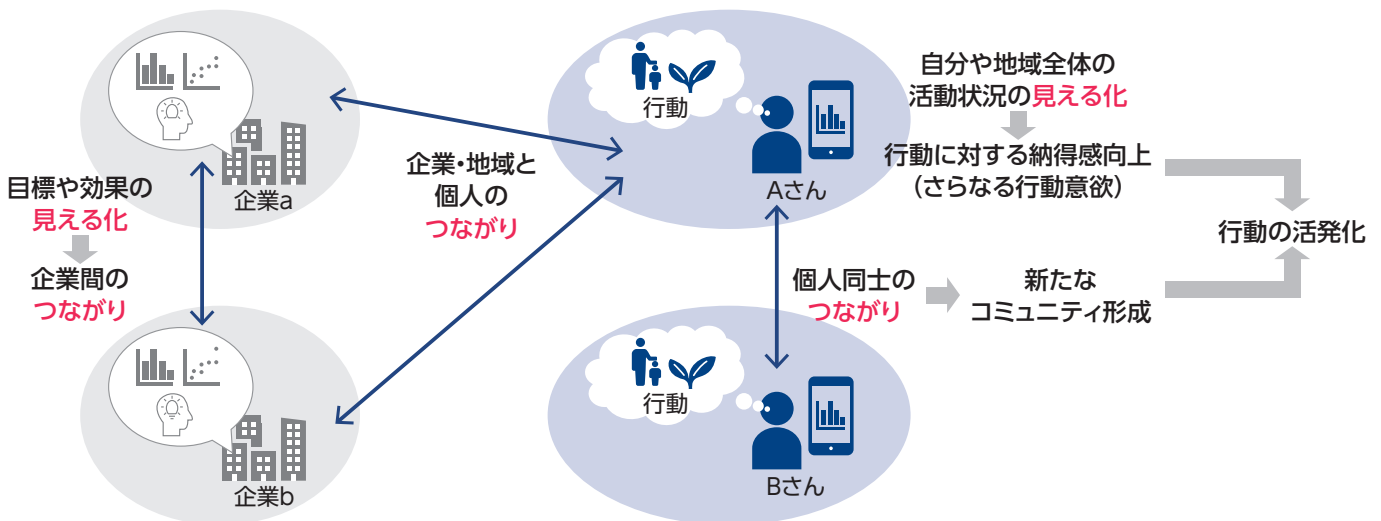 目標や効果の
見える化
企業間の
つながり
企業a
企業b
企業・地域と
個人の
つながり
行動
Aさん
行動
Bさん
個人同士の
つながり
新たな
コミュニティ形成
自分や地域全体の
活動状況の見える化
行動に対する納得感向上
（さらなる行動意欲）
行動の活発化